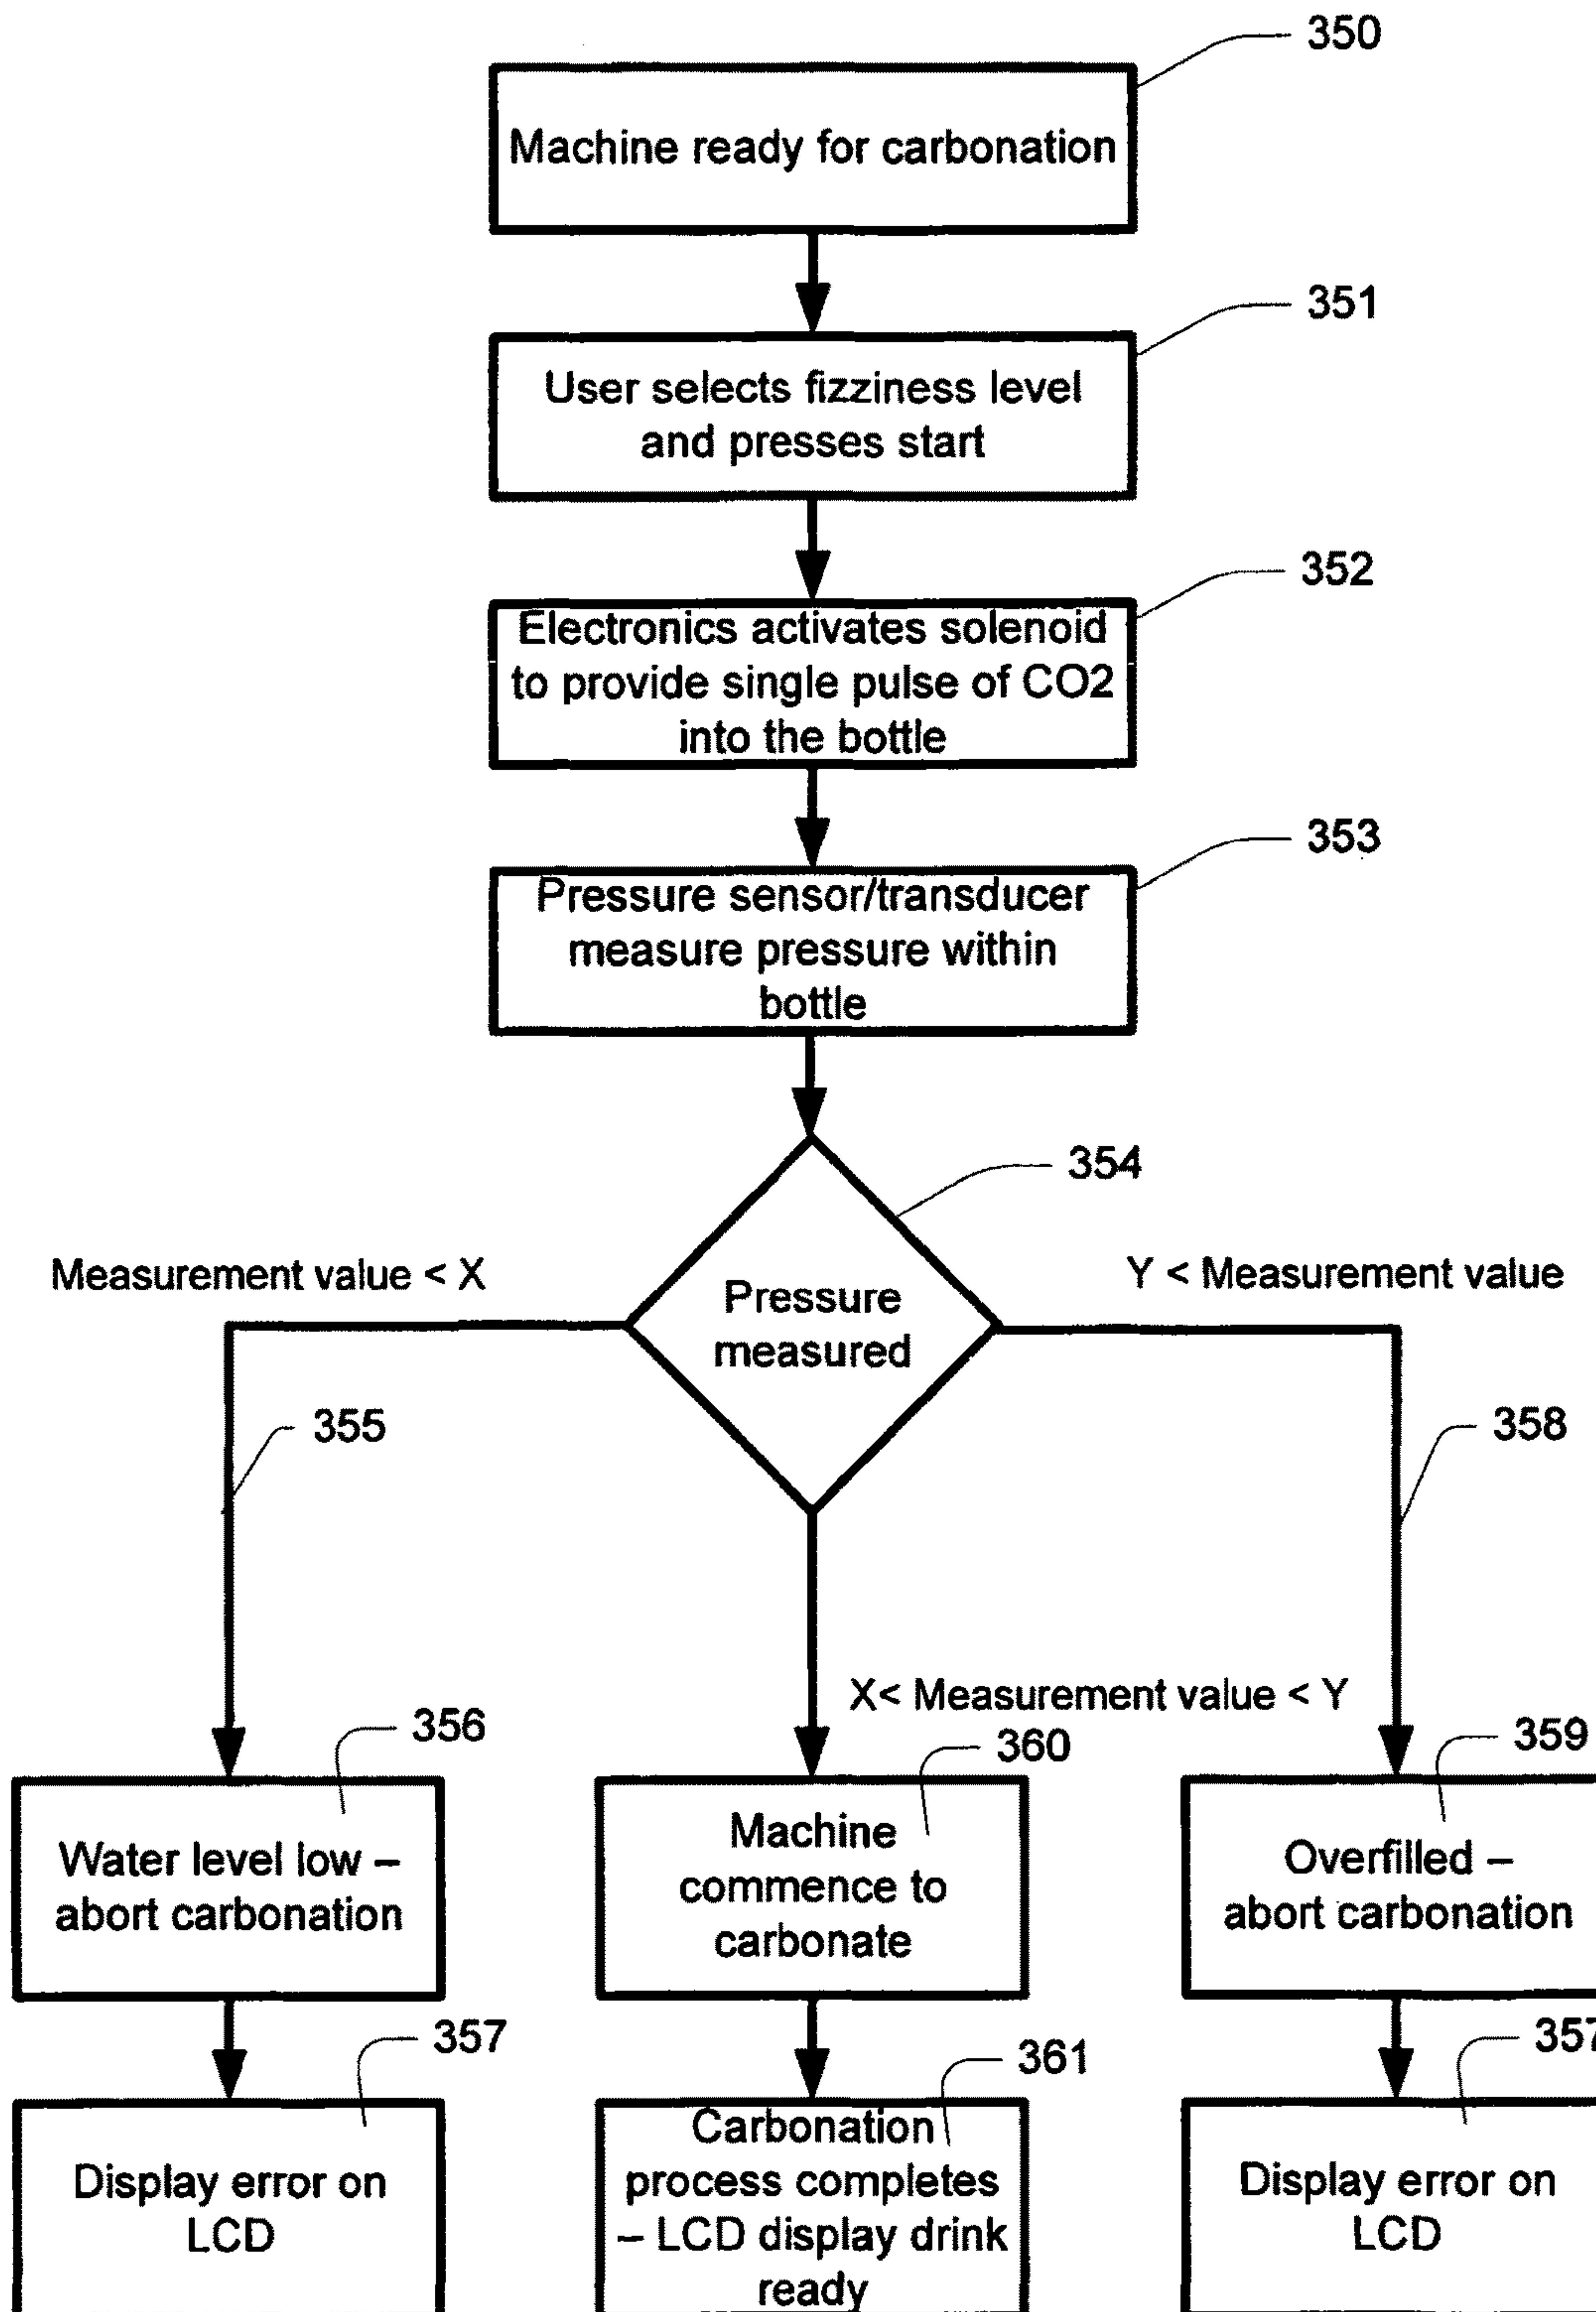 350
Machine ready for carbonation
351
User selects fizziness level
and presses start
352
Electronics activates solenoid
to provide single pulse of CO2
into the bottle
353
Pressure sensor/transducer
measure pressure within
bottle
354
Measurement value < X
Y < Measurement value
Pressure
measured
355
358
X< Measurement value < Y
356
360
359
Water level low –
abort carbonation
Machine
commence to
carbonate
Overfilled –
abort carbonation
357
361
357
Display error on
LCD
Carbonation
process completes
– LCD display drink
ready
Display error on
LCD